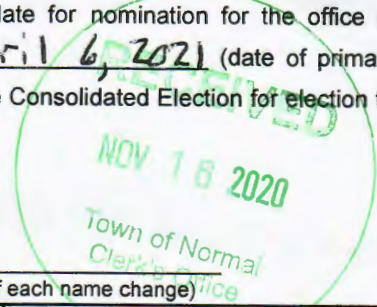 late for nomination for the office
ril 6, 2021 (date of prima
RECEIVED
e Consolidated Election for election
NOV 16 2020
Town of Normal
Clerk's Office
f each name change)